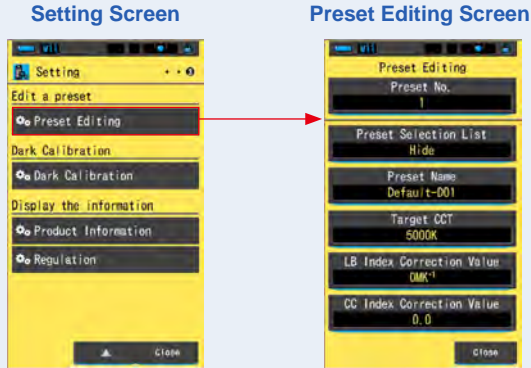 Setting Screen
Setting
Edit a preset
Preset Editing
Dark Calibration
Dark Calibration
Display the information
Product Information
Regulation
▲ Close
Preset Editing Screen
Preset Editing
Preset No.
1
Preset Selection List
Hide
Preset Name
Default-D01
Target CCT
5000K
LB Index Correction Value
0MK⁻¹
CC Index Correction Value
0.0
Close